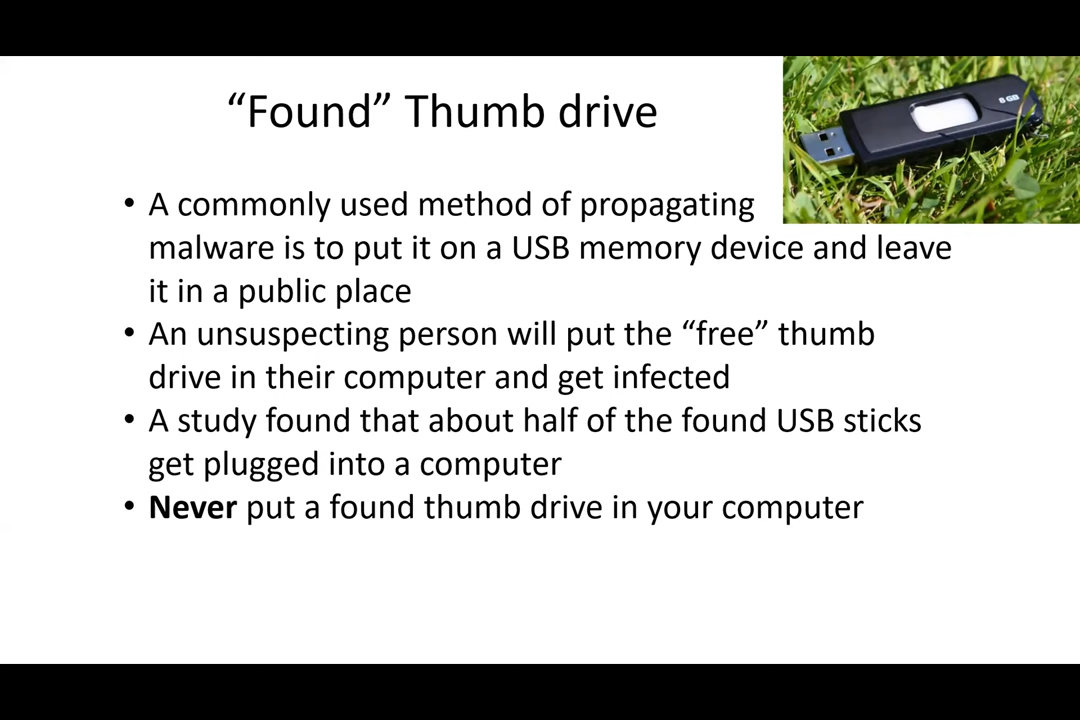 “Found” Thumb drive
8 GB
• A commonly used method of propagating
malware is to put it on a USB memory device and leave
it in a public place
• An unsuspecting person will put the “free” thumb
drive in their computer and get infected
• A study found that about half of the found USB sticks
get plugged into a computer
• Never put a found thumb drive in your computer